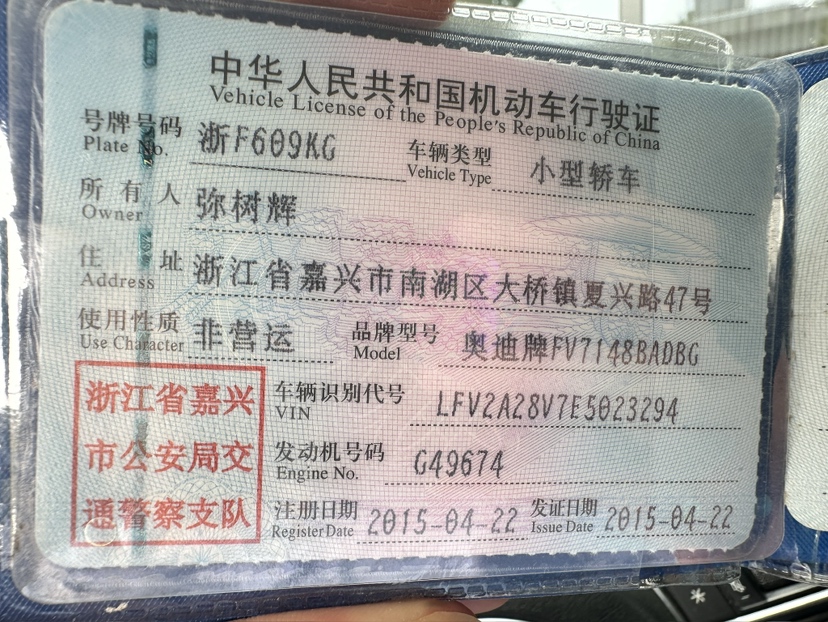 中华人民共和国机动车行驶证
Vehicle License of the People's Republic of China
号牌号码 浙F609KG 车辆类型 小型轿车
Plate No. Vehicle Type
所有人 弥树辉
Owner
住址 浙江省嘉兴市南湖区大桥镇夏兴路47号
Address
使用性质 非营运 品牌型号 奥迪牌FV7148BADBG
Use Character Model
浙江省嘉兴
市公安局交
通警察支队
车辆识别代号 LFV2A28V7E5023294
VIN
发动机号码 G49674
Engine No.
注册日期 2015-04-22 发证日期 2015-04-22
Register Date Issue Date